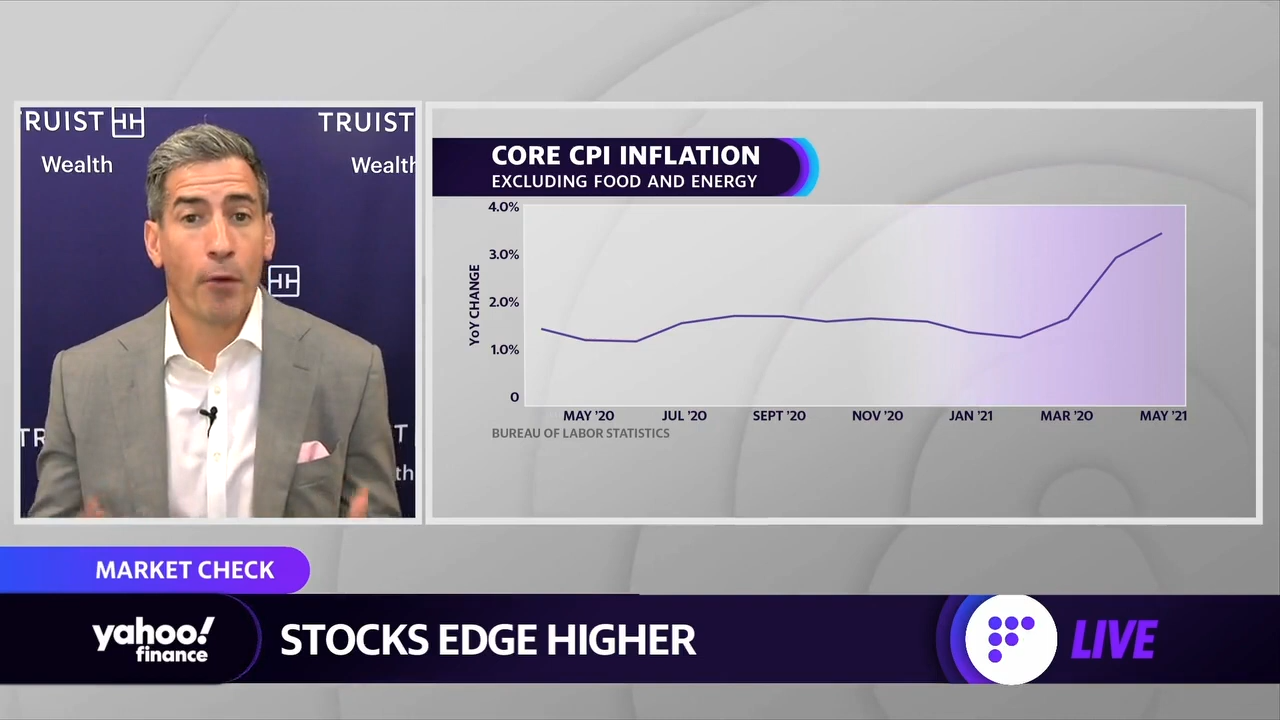 TRUIST
TRUIST
Wealth
Wealth
CORE CPI INFLATION
EXCLUDING FOOD AND ENERGY
4.0%
3.0%
2.0%
1.0%
0
YoY CHANGE
MAY '20
JUL '20
SEPT '20
NOV '20
JAN '21
MAR '20
MAY '21
BUREAU OF LABOR STATISTICS
MARKET CHECK
yahoo!
finance
STOCKS EDGE HIGHER
LIVE